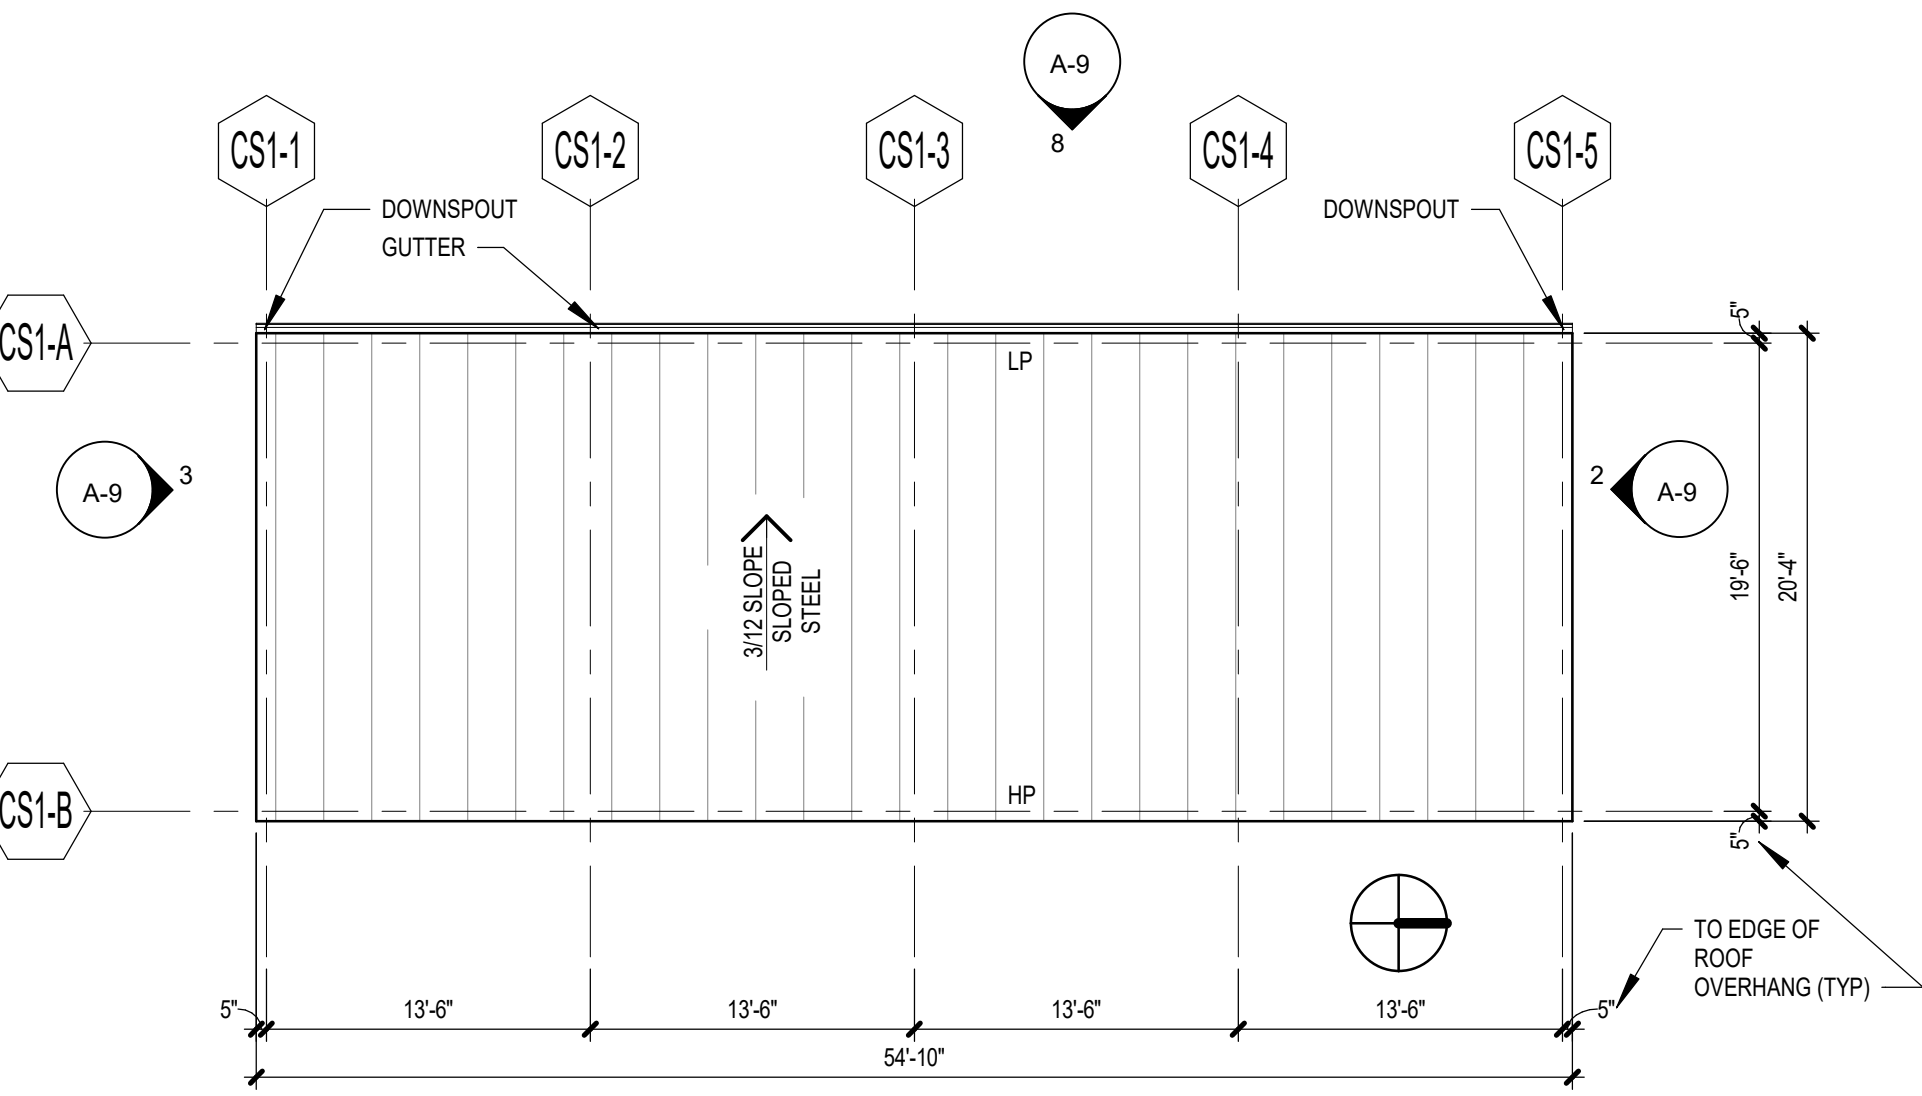 A-9
8
CS1-1
CS1-2
CS1-3
CS1-4
CS1-5
DOWNSPOUT
GUTTER
DOWNSPOUT
CS1-A
LP
5"
A-9
3
2
A-9
3/12 SLOPE
SLOPED
STEEL
19'-6"
20'-4"
CS1-B
HP
5"
TO EDGE OF
ROOF
OVERHANG (TYP)
5"
13'-6"
13'-6"
13'-6"
13'-6"
5"
54'-10"